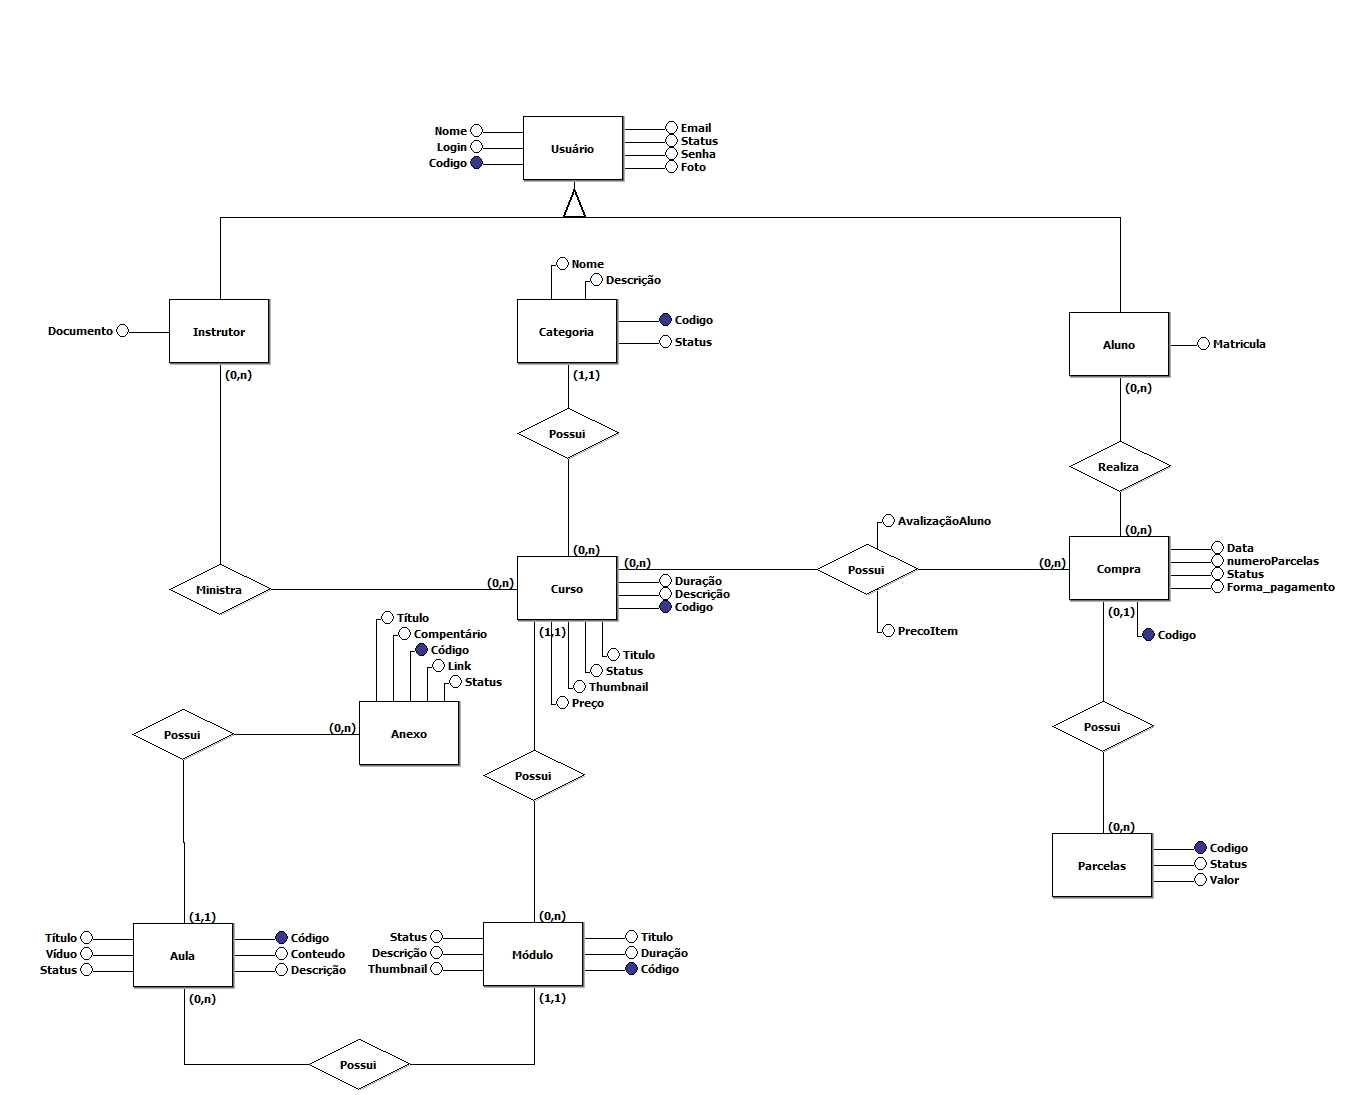 Nome
Login
Codigo
Usuário
Email
Status
Senha
Foto
Documento
Instrutor
(0,n)
Nome
Descrição
Categoria
Codigo
Status
(1,1)
Aluno
Matricula
(0,n)
Possui
Realiza
Ministra
(0,n)
(0,n)
(0,n)
Curso
Duração
Descrição
Codigo
(1,1)
Titulo
Status
Thumbnail
Preço
AvalizaçãoAluno
Possui
PrecoItem
(0,n)
(0,n)
Compra
Data
numeroParcelas
Status
Forma_pagamento
(0,1)
Codigo
Título
Compentário
Código
Link
Status
Possui
(0,n)
Anexo
Possui
Possui
(0,n)
Parcelas
Codigo
Status
Valor
(1,1)
Título
Víduo
Status
Aula
Código
Conteudo
Descrição
(0,n)
(0,n)
Status
Descrição
Thumbnail
Módulo
Titulo
Duração
Código
(1,1)
Possui